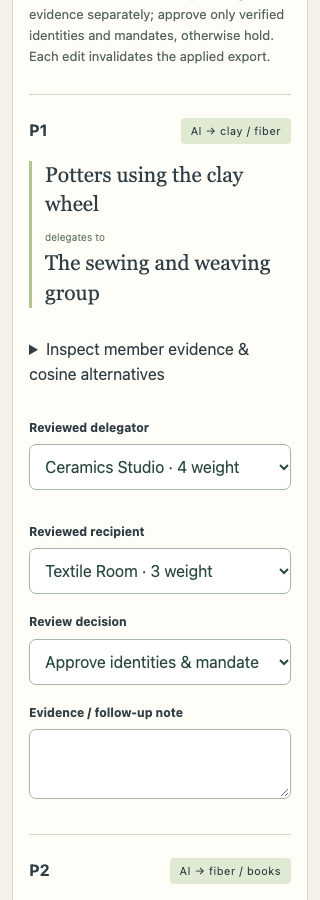 evidence separately; approve only verified
identities and mandates, otherwise hold.
Each edit invalidates the applied export.
P1
AI → clay / fiber
Potters using the clay
wheel
delegates to
The sewing and weaving
group
▶ Inspect member evidence &
cosine alternatives
Reviewed delegator
Ceramics Studio · 4 weight
Reviewed recipient
Textile Room · 3 weight
Review decision
Approve identities & mandate
Evidence / follow-up note
P2
AI → fiber / books